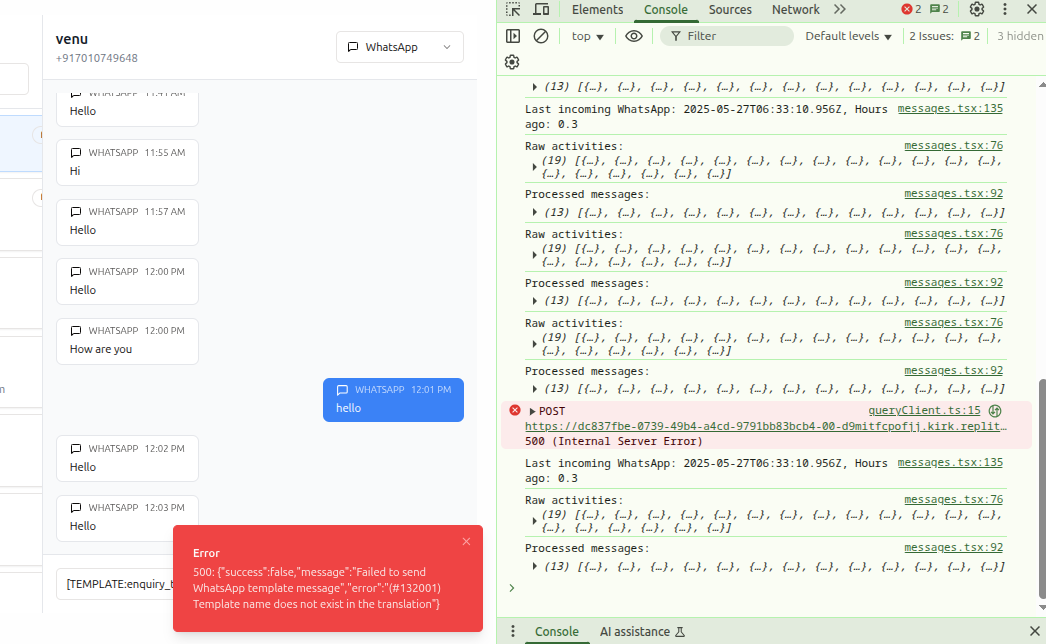 venu
+917010749648
WhatsApp
WHATSAPP 11:41 AM
Hello
WHATSAPP 11:55 AM
Hi
WHATSAPP 11:57 AM
Hello
WHATSAPP 12:00 PM
Hello
WHATSAPP 12:00 PM
How are you
WHATSAPP 12:01 PM
hello
WHATSAPP 12:02 PM
Hello
WHATSAPP 12:03 PM
Hello
[TEMPLATE:enquiry_t
Error
500: {"success":false,"message":"Failed to send
WhatsApp template message","error":"(#132001)
Template name does not exist in the translation"}
Elements Console Sources Network 2 2
top Filter Default levels 2 Issues: 2 3 hidden
(13) [{…}, {…}, {…}, {…}, {…}, {…}, {…}, {…}, {…}, {…}, {…}, {…}, {…}]
Last incoming WhatsApp: 2025-05-27T06:33:10.956Z, Hours messages.tsx:135
ago: 0.3
Raw activities: messages.tsx:76
(19) [{…}, {…}, {…}, {…}, {…}, {…}, {…}, {…}, {…}, {…}, {…}, {…}, {…},
{…}, {…}, {…}, {…}, {…}, {…}]
Processed messages: messages.tsx:92
(13) [{…}, {…}, {…}, {…}, {…}, {…}, {…}, {…}, {…}, {…}, {…}, {…}, {…}]
Raw activities: messages.tsx:76
(19) [{…}, {…}, {…}, {…}, {…}, {…}, {…}, {…}, {…}, {…}, {…}, {…}, {…},
{…}, {…}, {…}, {…}, {…}, {…}]
Processed messages: messages.tsx:92
(13) [{…}, {…}, {…}, {…}, {…}, {…}, {…}, {…}, {…}, {…}, {…}, {…}, {…}]
Raw activities: messages.tsx:76
(19) [{…}, {…}, {…}, {…}, {…}, {…}, {…}, {…}, {…}, {…}, {…}, {…}, {…},
{…}, {…}, {…}, {…}, {…}, {…}]
Processed messages: messages.tsx:92
(13) [{…}, {…}, {…}, {…}, {…}, {…}, {…}, {…}, {…}, {…}, {…}, {…}, {…}]
POST queryClient.ts:15
https://dc837fbe-0739-49b4-a4cd-9791bb83bcb4-00-d9mitfcpofjj.kirk.replit…
500 (Internal Server Error)
Last incoming WhatsApp: 2025-05-27T06:33:10.956Z, Hours messages.tsx:135
ago: 0.3
Raw activities: messages.tsx:76
(19) [{…}, {…}, {…}, {…}, {…}, {…}, {…}, {…}, {…}, {…}, {…}, {…}, {…},
{…}, {…}, {…}, {…}, {…}, {…}]
Processed messages: messages.tsx:92
(13) [{…}, {…}, {…}, {…}, {…}, {…}, {…}, {…}, {…}, {…}, {…}, {…}, {…}]
Console AI assistance